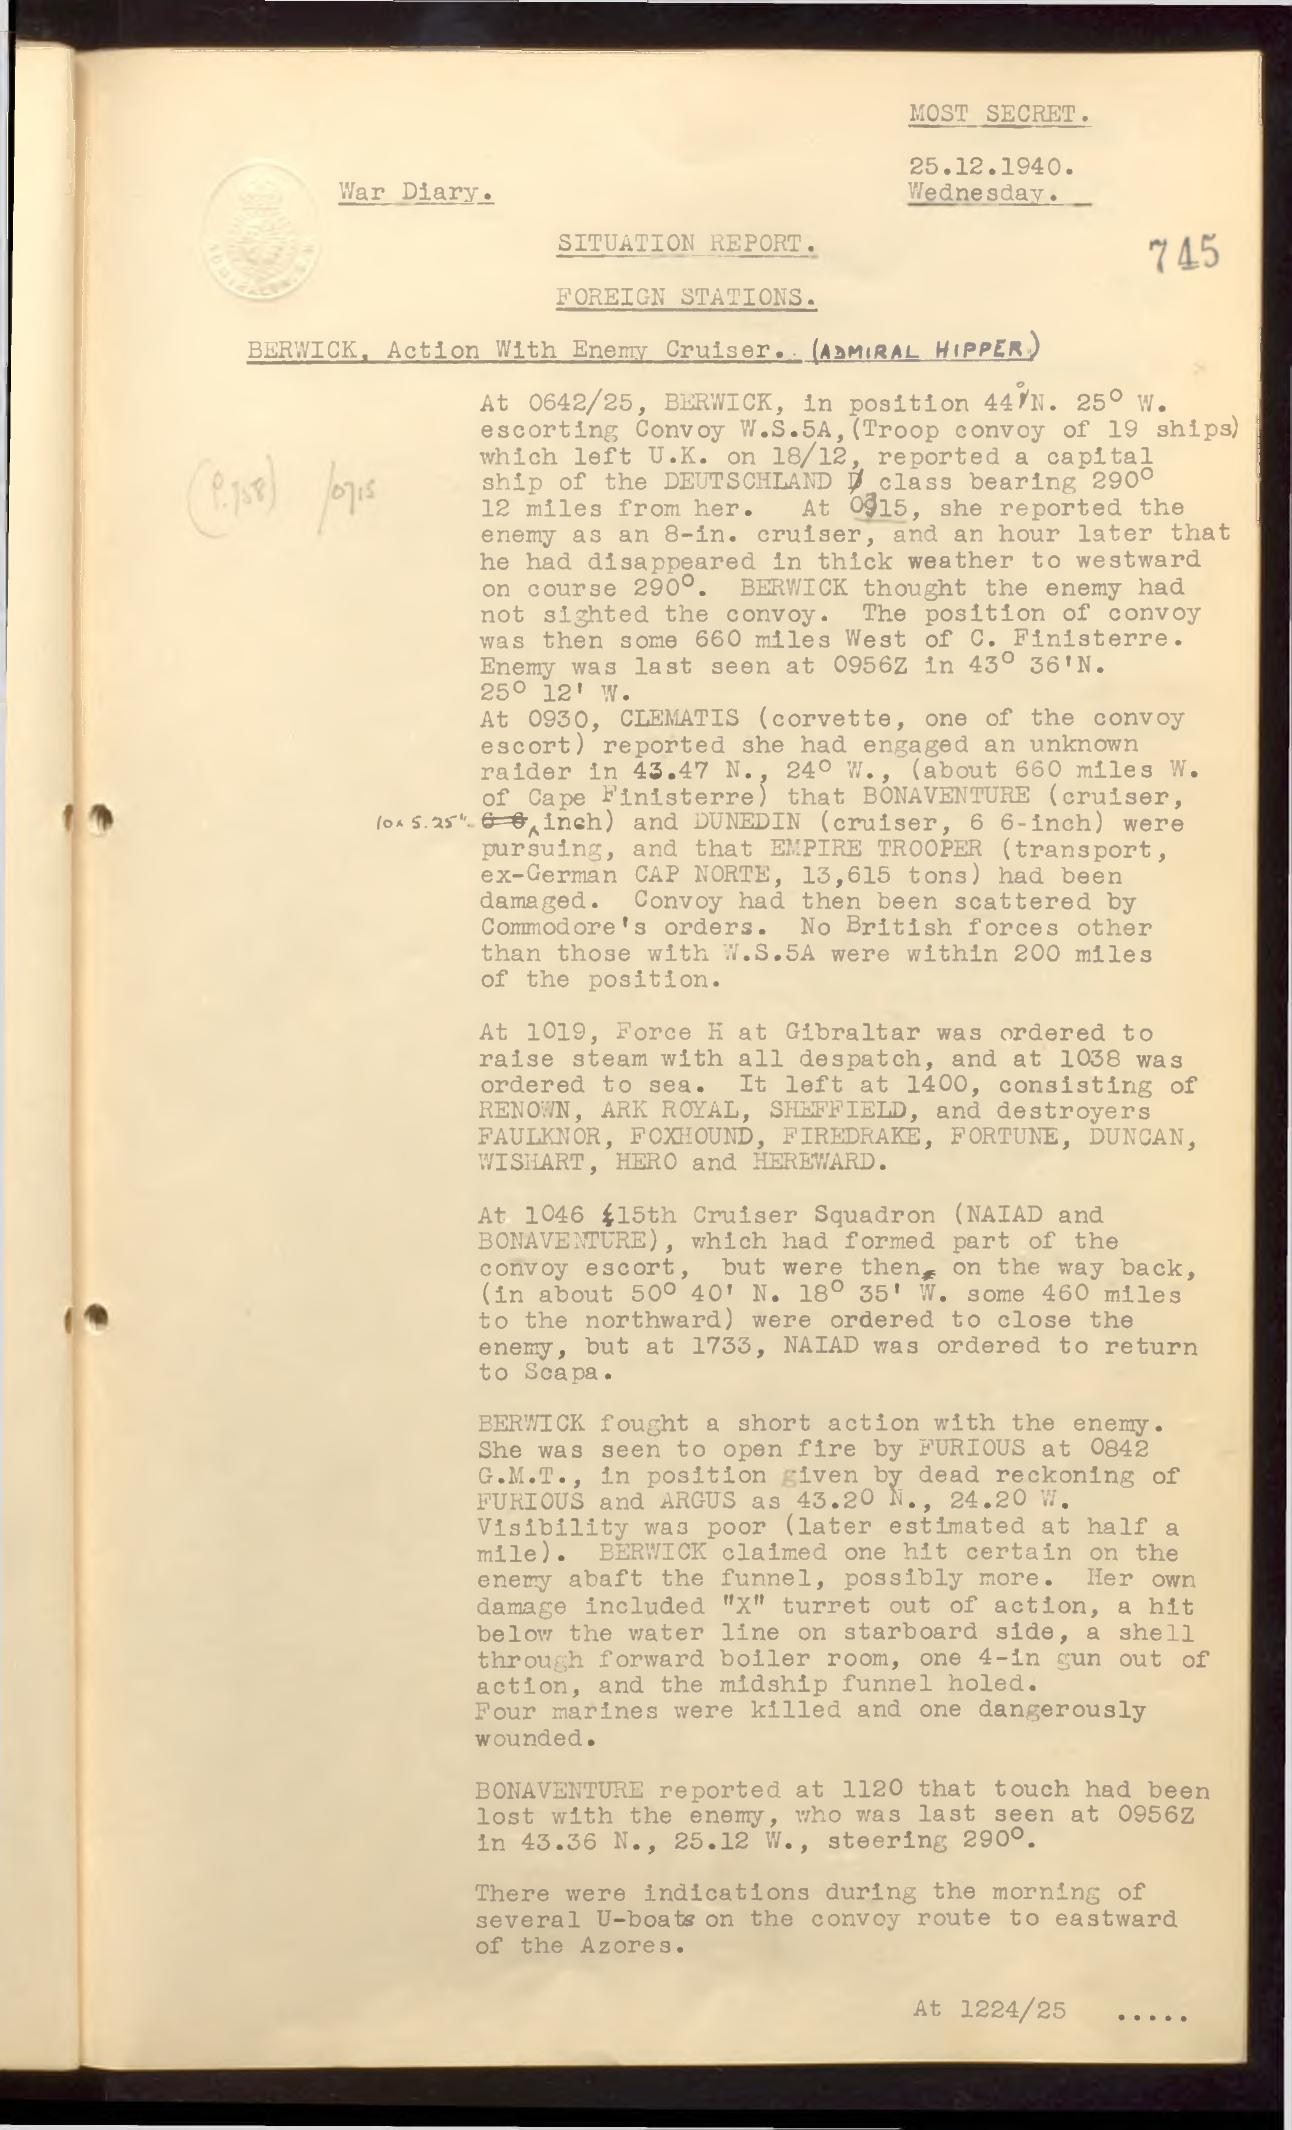 MOST SECRET.
25.12.1940.
War Diary.
Wednesday.
SITUATION REPORT.
745
FOREIGN STATIONS.
BERWICK, Action With Enemy Cruiser. (ADMIRAL HIPPER)
At 0642/25, BERWICK, in position 44°N. 25° W.
escorting Convoy W.S.5A, (Troop convoy of 19 ships)
which left U.K. on 18/12, reported a capital
ship of the DEUTSCHLAND class bearing 290°
(P.758) /0715
12 miles from her. At 0915, she reported the
enemy as an 8-in. cruiser, and an hour later that
he had disappeared in thick weather to westward
on course 290°. BERWICK thought the enemy had
not sighted the convoy. The position of convoy
was then some 660 miles West of C. Finisterre.
Enemy was last seen at 0956Z in 43° 36'N.
25° 12' W.
At 0930, CLEMATIS (corvette, one of the convoy
escort) reported she had engaged an unknown
raider in 43.47 N., 24° W., (about 660 miles W.
of Cape Finisterre) that BONAVENTURE (cruiser,
10x 5.25" 6 6 inch) and DUNEDIN (cruiser, 6 6-inch) were
pursuing, and that EMPIRE TROOPER (transport,
ex-German CAP NORTE, 13,615 tons) had been
damaged. Convoy had then been scattered by
Commodore's orders. No British forces other
than those with W.S.5A were within 200 miles
of the position.
At 1019, Force H at Gibraltar was ordered to
raise steam with all despatch, and at 1038 was
ordered to sea. It left at 1400, consisting of
RENOWN, ARK ROYAL, SHEFFIELD, and destroyers
FAULKNOR, FOXHOUND, FIREDRAKE, FORTUNE, DUNCAN,
WISHART, HERO and HEREWARD.
At 1046 15th Cruiser Squadron (NAIAD and
BONAVENTURE), which had formed part of the
convoy escort, but were then on the way back,
(in about 50° 40' N. 18° 35' W. some 460 miles
to the northward) were ordered to close the
enemy, but at 1733, NAIAD was ordered to return
to Scapa.
BERWICK fought a short action with the enemy.
She was seen to open fire by FURIOUS at 0842
G.M.T., in position given by dead reckoning of
FURIOUS and ARGUS as 43.20 N., 24.20 W.
Visibility was poor (later estimated at half a
mile). BERWICK claimed one hit certain on the
enemy abaft the funnel, possibly more. Her own
damage included "X" turret out of action, a hit
below the water line on starboard side, a shell
through forward boiler room, one 4-in gun out of
action, and the midship funnel holed.
Four marines were killed and one dangerously
wounded.
BONAVENTURE reported at 1120 that touch had been
lost with the enemy, who was last seen at 0956Z
in 43.36 N., 25.12 W., steering 290°.
There were indications during the morning of
several U-boats on the convoy route to eastward
of the Azores.
At 1224/25 .....